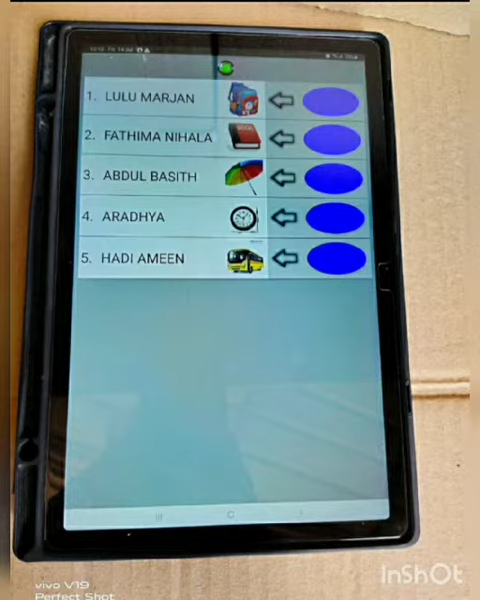 1. LULU MARJAN
2. FATHIMA NIHALA
3. ABDUL BASITH
4. ARADHYA
5. HADI AMEEN
vivo V19
Perfect Shot
InShOt